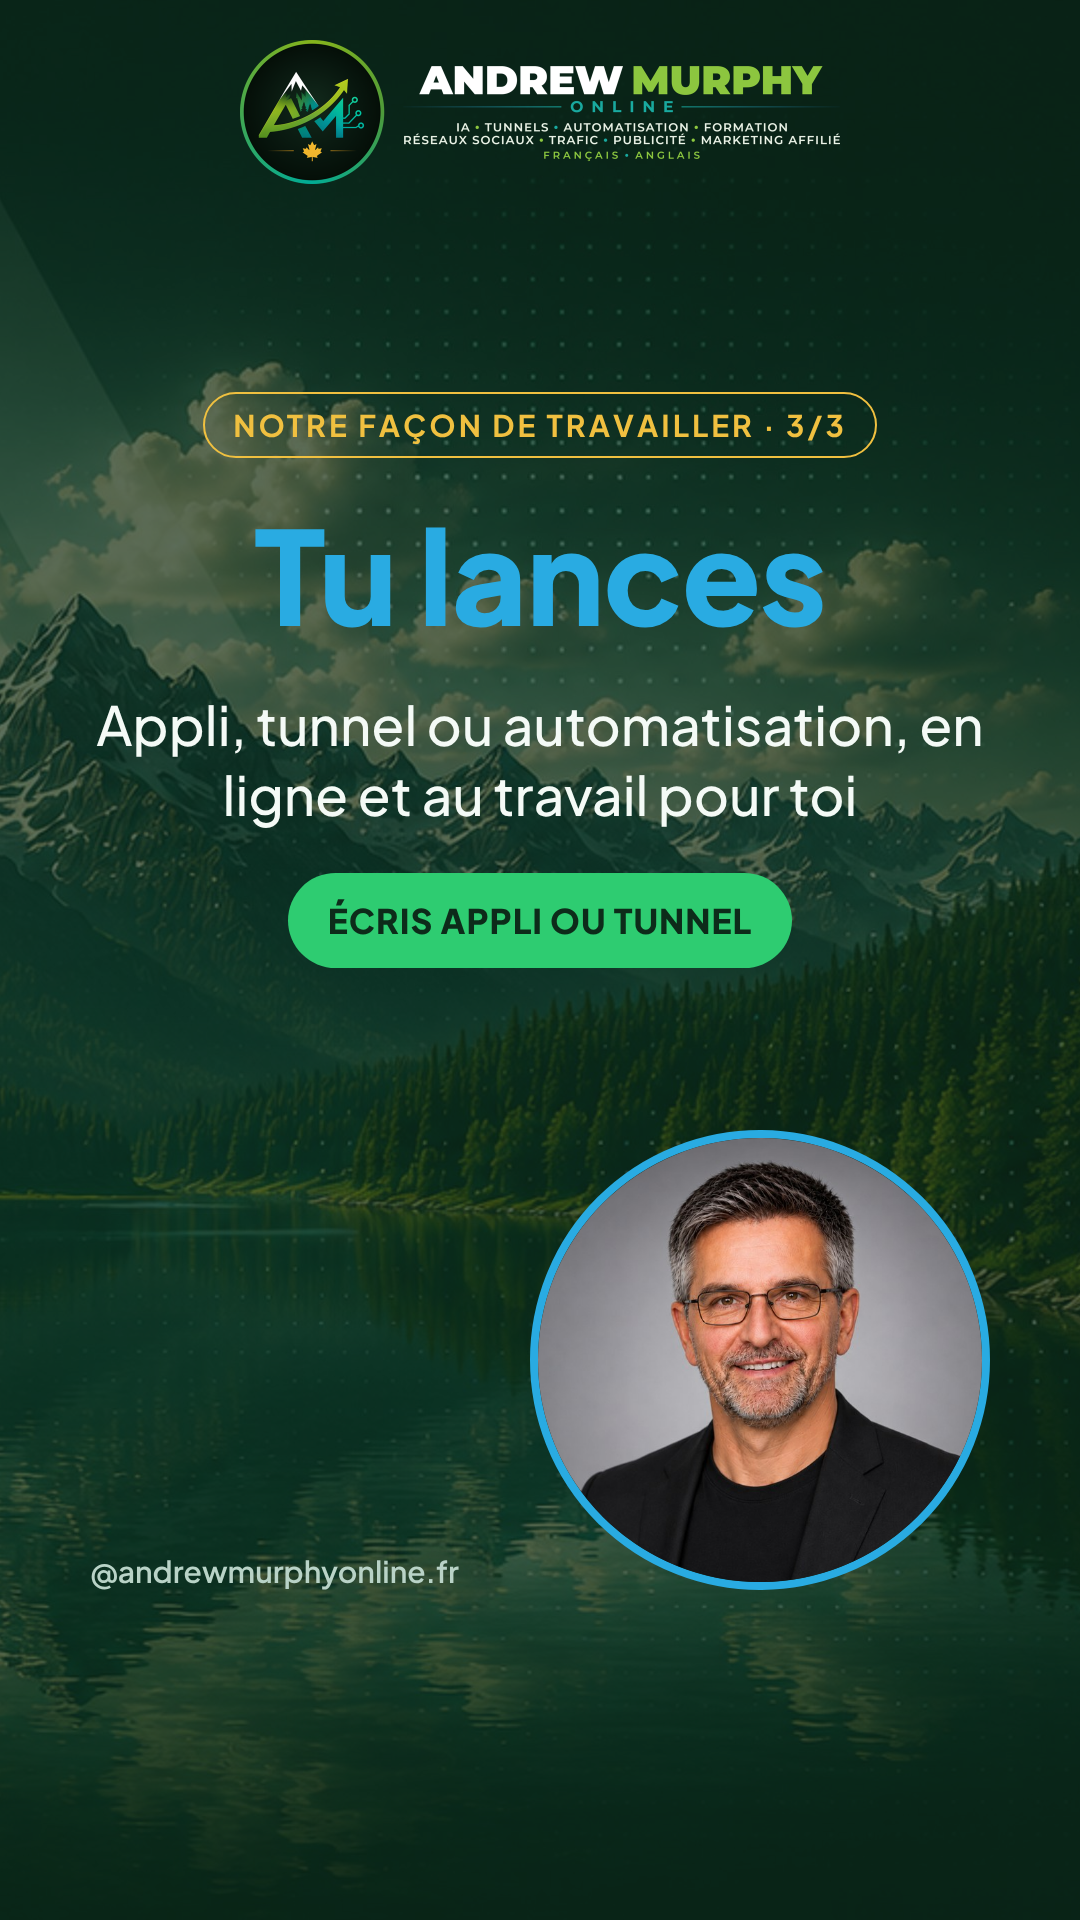 AM
ANDREW MURPHY
ONLINE
IA • TUNNELS • AUTOMATISATION • FORMATION
RÉSEAUX SOCIAUX • TRAFIC • PUBLICITÉ • MARKETING AFFILIÉ
FRANÇAIS • ANGLAIS
NOTRE FAÇON DE TRAVAILLER · 3/3
Tu lances
Appli, tunnel ou automatisation, en
ligne et au travail pour toi
ÉCRIS APPLI OU TUNNEL
@andrewmurphyonline.fr